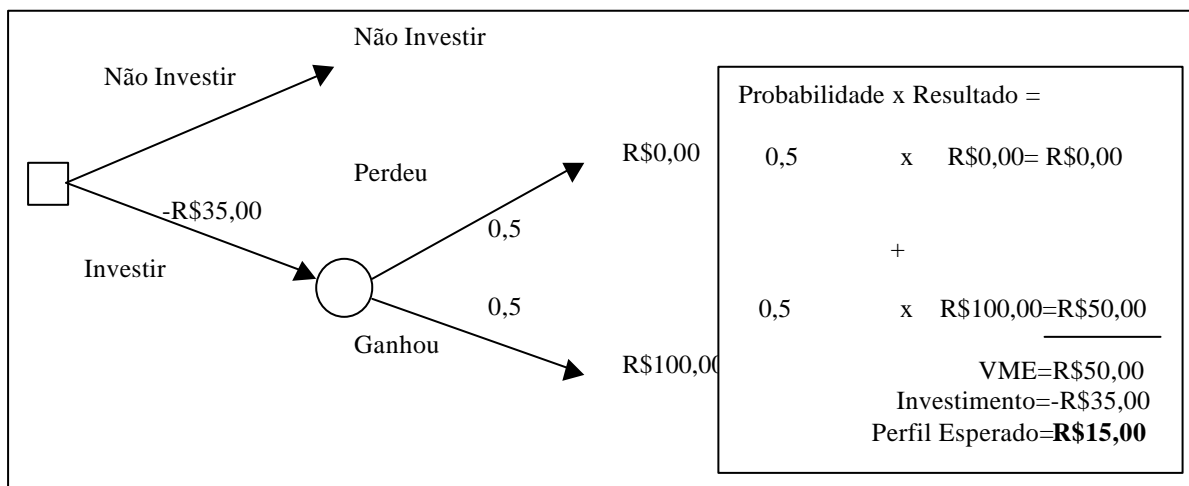 Não Investir
Não Investir
-R$35,00
Investir
Perdeu
R$0,00
0,5
0,5
Ganhou
R$100,00
Probabilidade x Resultado =
0,5 x R$0,00= R$0,00
+
0,5 x R$100,00=R$50,00
VME=R$50,00
Investimento=-R$35,00
Perfil Esperado=R$15,00